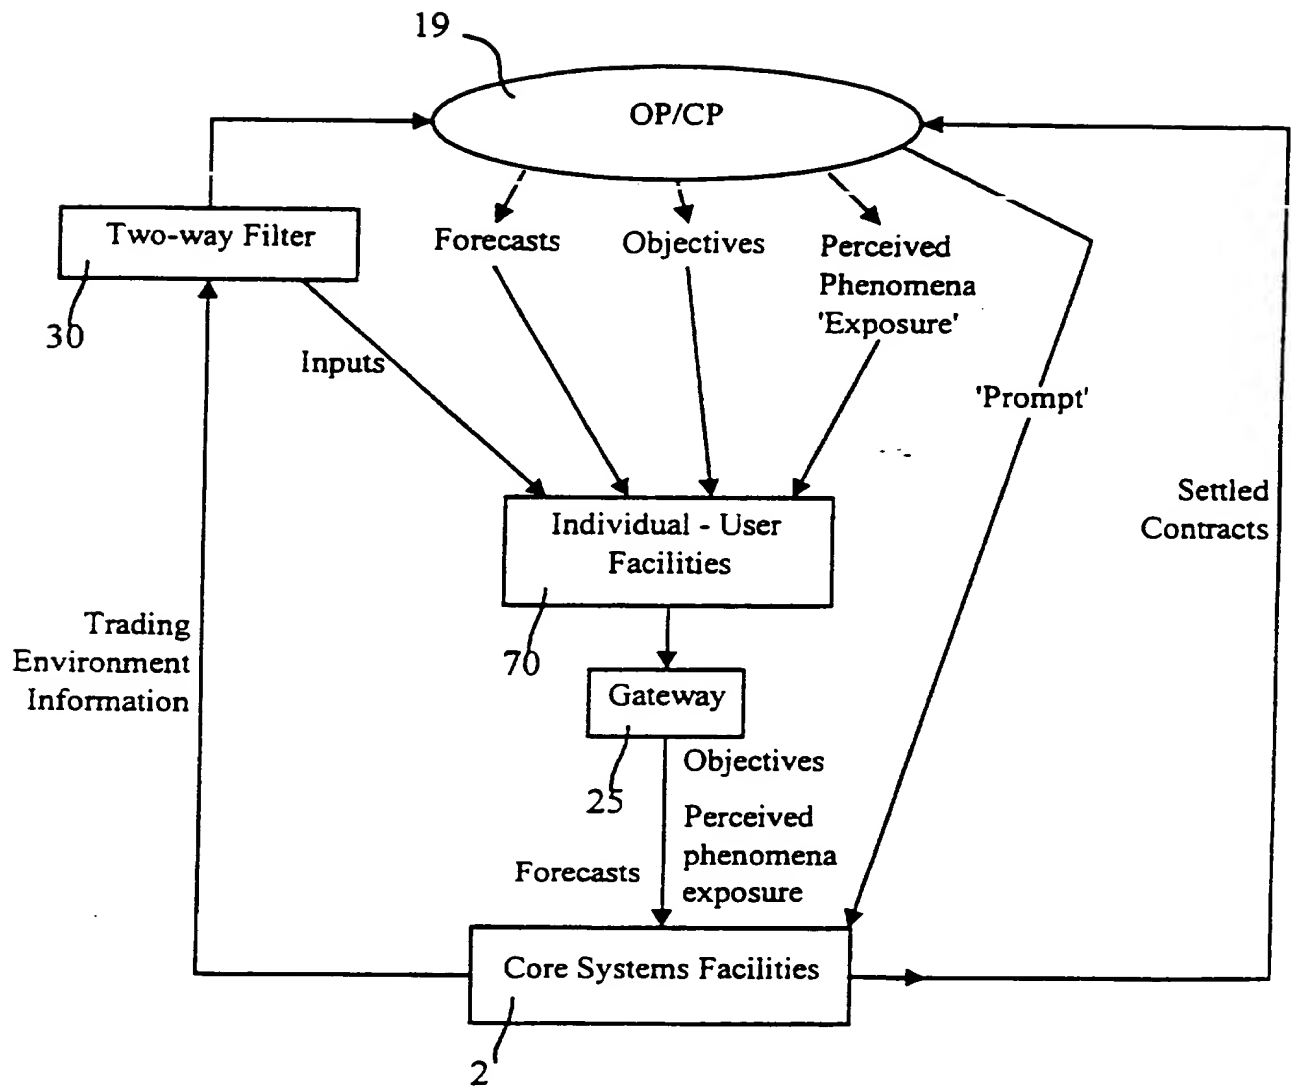 19
OP/CP
Two-way Filter
30
Forecasts
Objectives
Perceived
Phenomena
'Exposure'
Inputs
'Prompt'
Settled
Contracts
Individual - User
Facilities
70
Trading
Environment
Information
Gateway
25
Objectives
Perceived
phenomena
exposure
Forecasts
Core Systems Facilities
2